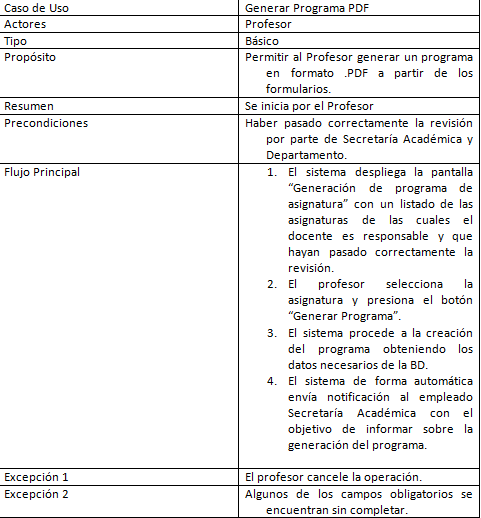 Caso de Uso
Generar Programa PDF
Actores
Profesor
Tipo
Básico
Propósito
Permitir al Profesor generar un programa
en formato .PDF a partir de los
formularios.
Resumen
Se inicia por el Profesor
Precondiciones
Haber pasado correctamente la revisión
por parte de Secretaría Académica y
Departamento.
Flujo Principal
1. El sistema despliega la pantalla
“Generación de programa de
asignatura” con un listado de las
asignaturas de las cuales el
docente es responsable y que
hayan pasado correctamente la
revisión.
2. El profesor selecciona la
asignatura y presiona el botón
“Generar Programa”.
3. El sistema procede a la creación
del programa obteniendo los
datos necesarios de la BD.
4. El sistema de forma automática
envía notificación al empleado
Secretaría Académica con el
objetivo de informar sobre la
generación del programa.
Excepción 1
El profesor cancele la operación.
Excepción 2
Algunos de los campos obligatorios se
encuentran sin completar.